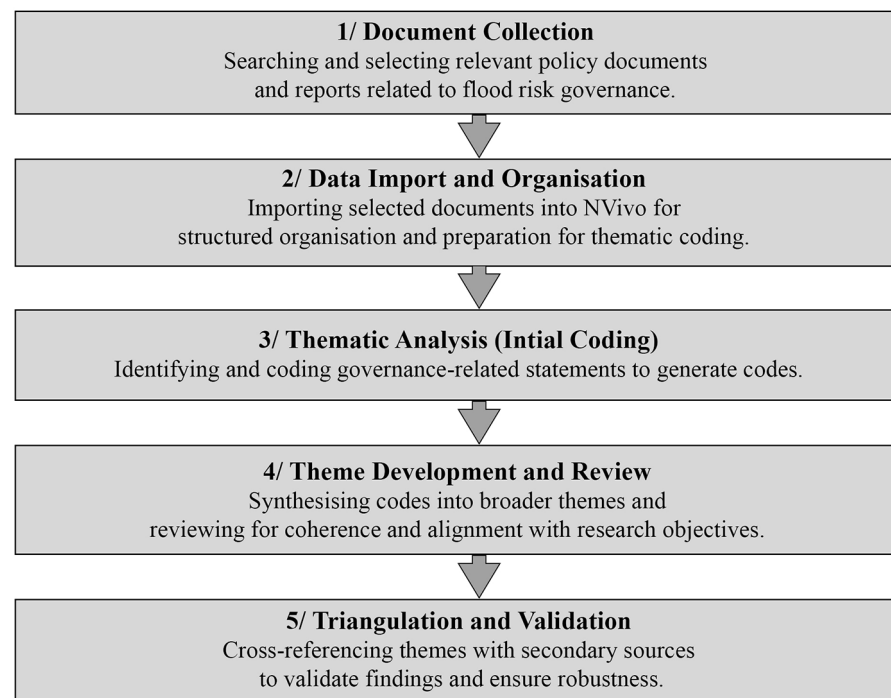 1/ Document Collection
Searching and selecting relevant policy documents
and reports related to flood risk governance.
2/ Data Import and Organisation
Importing selected documents into NVivo for
structured organisation and preparation for thematic coding.
3/ Thematic Analysis (Intial Coding)
Identifying and coding governance-related statements to generate codes.
4/ Theme Development and Review
Synthesising codes into broader themes and
reviewing for coherence and alignment with research objectives.
5/ Triangulation and Validation
Cross-referencing themes with secondary sources
to validate findings and ensure robustness.